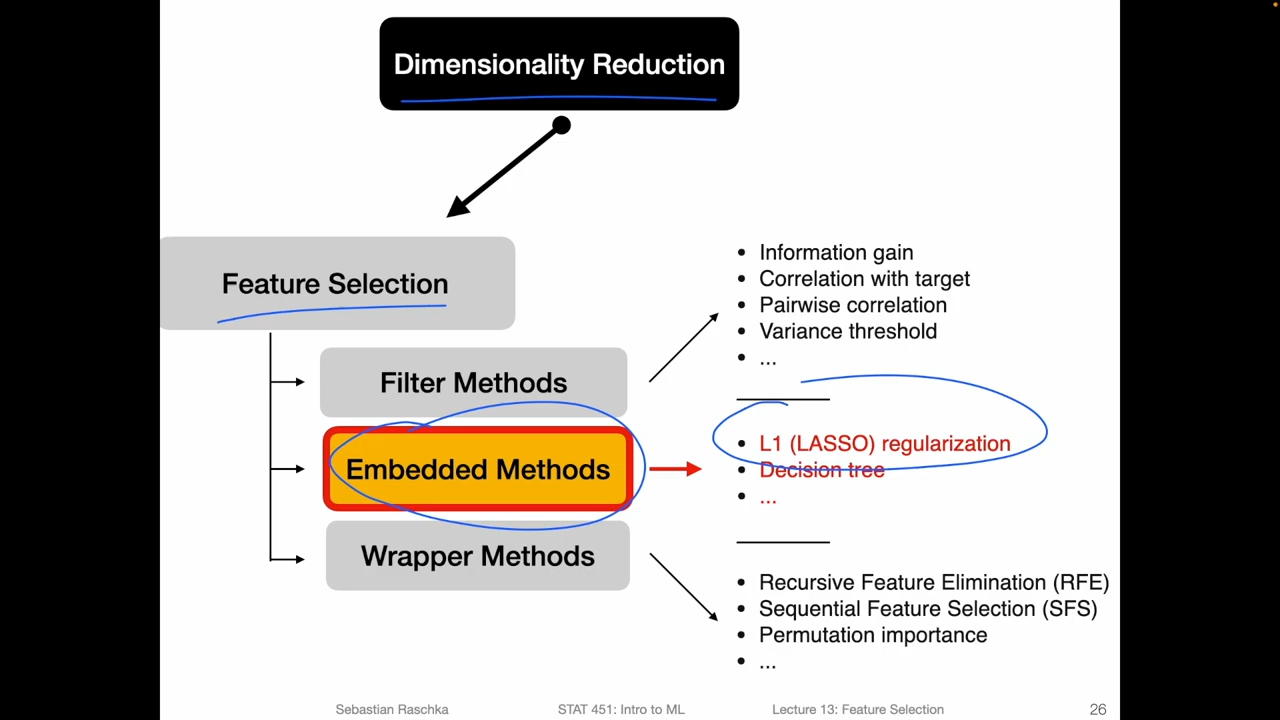 Dimensionality Reduction
Feature Selection
Filter Methods
Embedded Methods
Wrapper Methods
• Information gain
• Correlation with target
• Pairwise correlation
• Variance threshold
• ...
• L1 (LASSO) regularization
• Decision tree
• ...
• Recursive Feature Elimination (RFE)
• Sequential Feature Selection (SFS)
• Permutation importance
• ...
Sebastian Raschka STAT 451: Intro to ML Lecture 13: Feature Selection 26